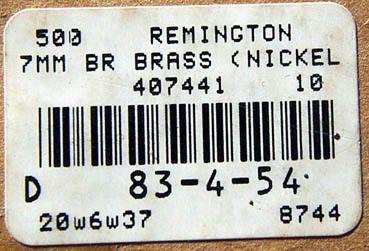 500 REMINGTON
7MM BR BRASS (NICKEL
407441 10
D 83-4-54
20w6w37 8744